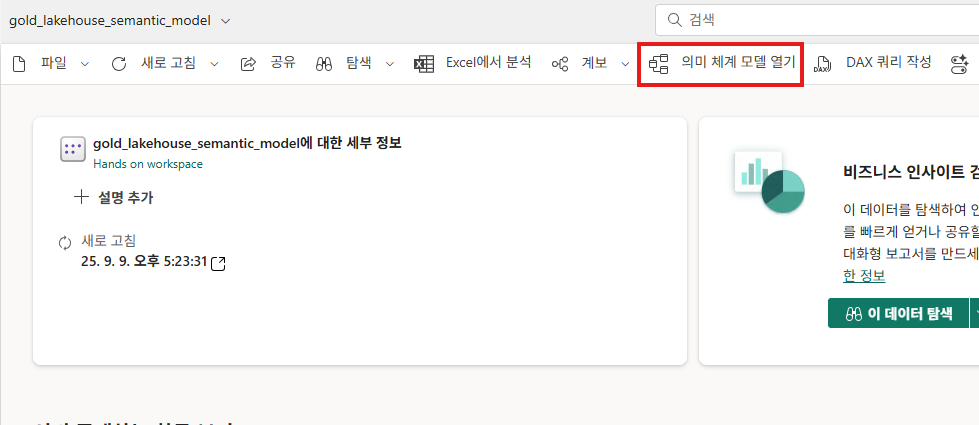 gold_lakehouse_semantic_model
검색
파일 새로 고침 공유 탐색 Excel에서 분석 계보 의미 체계 모델 열기 DAX 쿼리 작성
gold_lakehouse_semantic_model에 대한 세부 정보
Hands on workspace
설명 추가
새로 고침
25. 9. 9. 오후 5:23:31
비즈니스 인사이트
이 데이터를 탐색하여
를 빠르게 얻거나 공유할
대화형 보고서를 만드세
한 정보
이 데이터 탐색